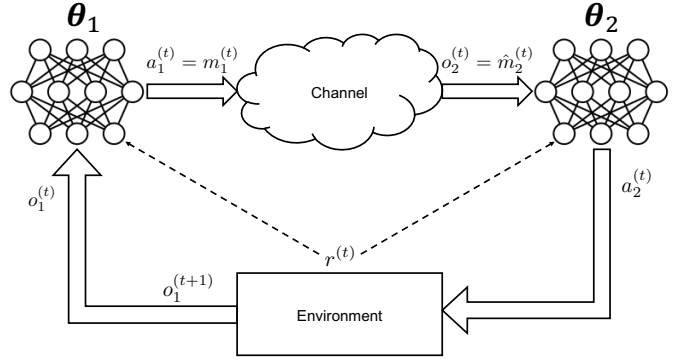 𝜽₁
𝜽₂
a₁⁽ᵗ⁾ = m₁⁽ᵗ⁾
Channel
o₂⁽ᵗ⁾ = m̂₂⁽ᵗ⁾
o₁⁽ᵗ⁾
a₂⁽ᵗ⁾
r⁽ᵗ⁾
o₁⁽ᵗ⁺¹⁾
Environment